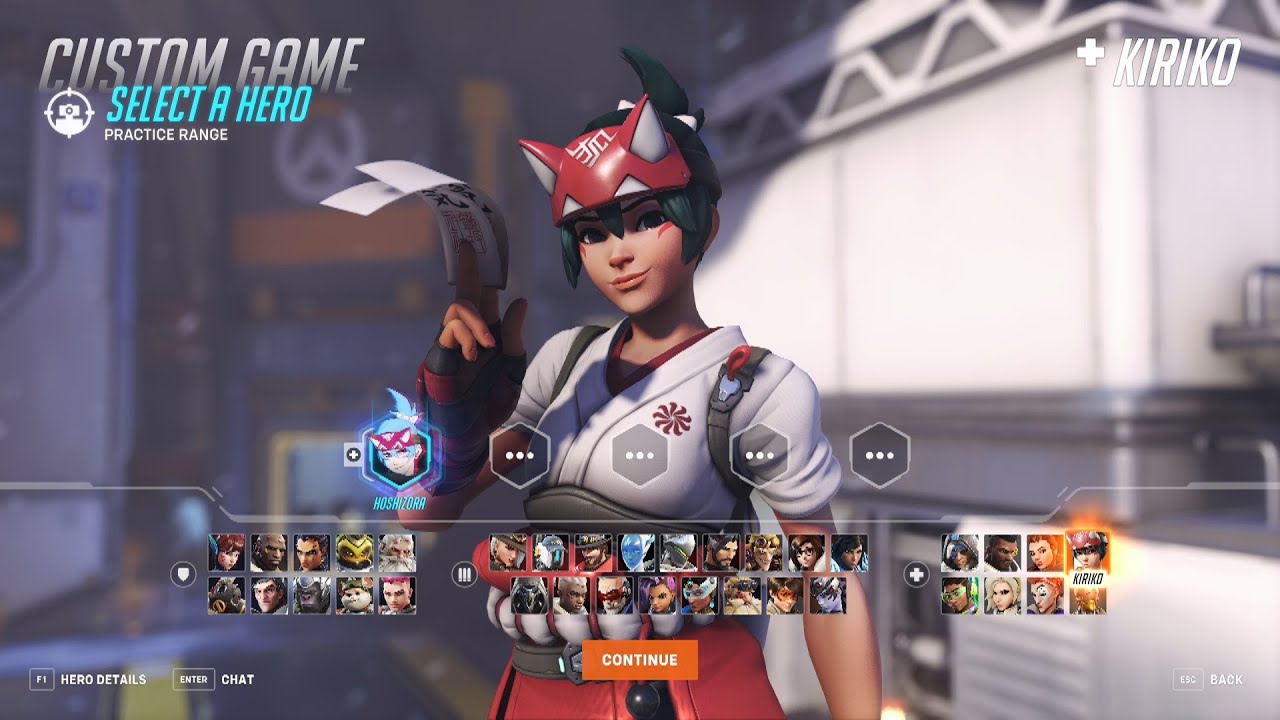 CUSTOM GAME
SELECT A HERO
PRACTICE RANGE
KIRIKO
HOSHIZORA
KIRIKO
CONTINUE
F1 HERO DETAILS
ENTER CHAT
ESC BACK